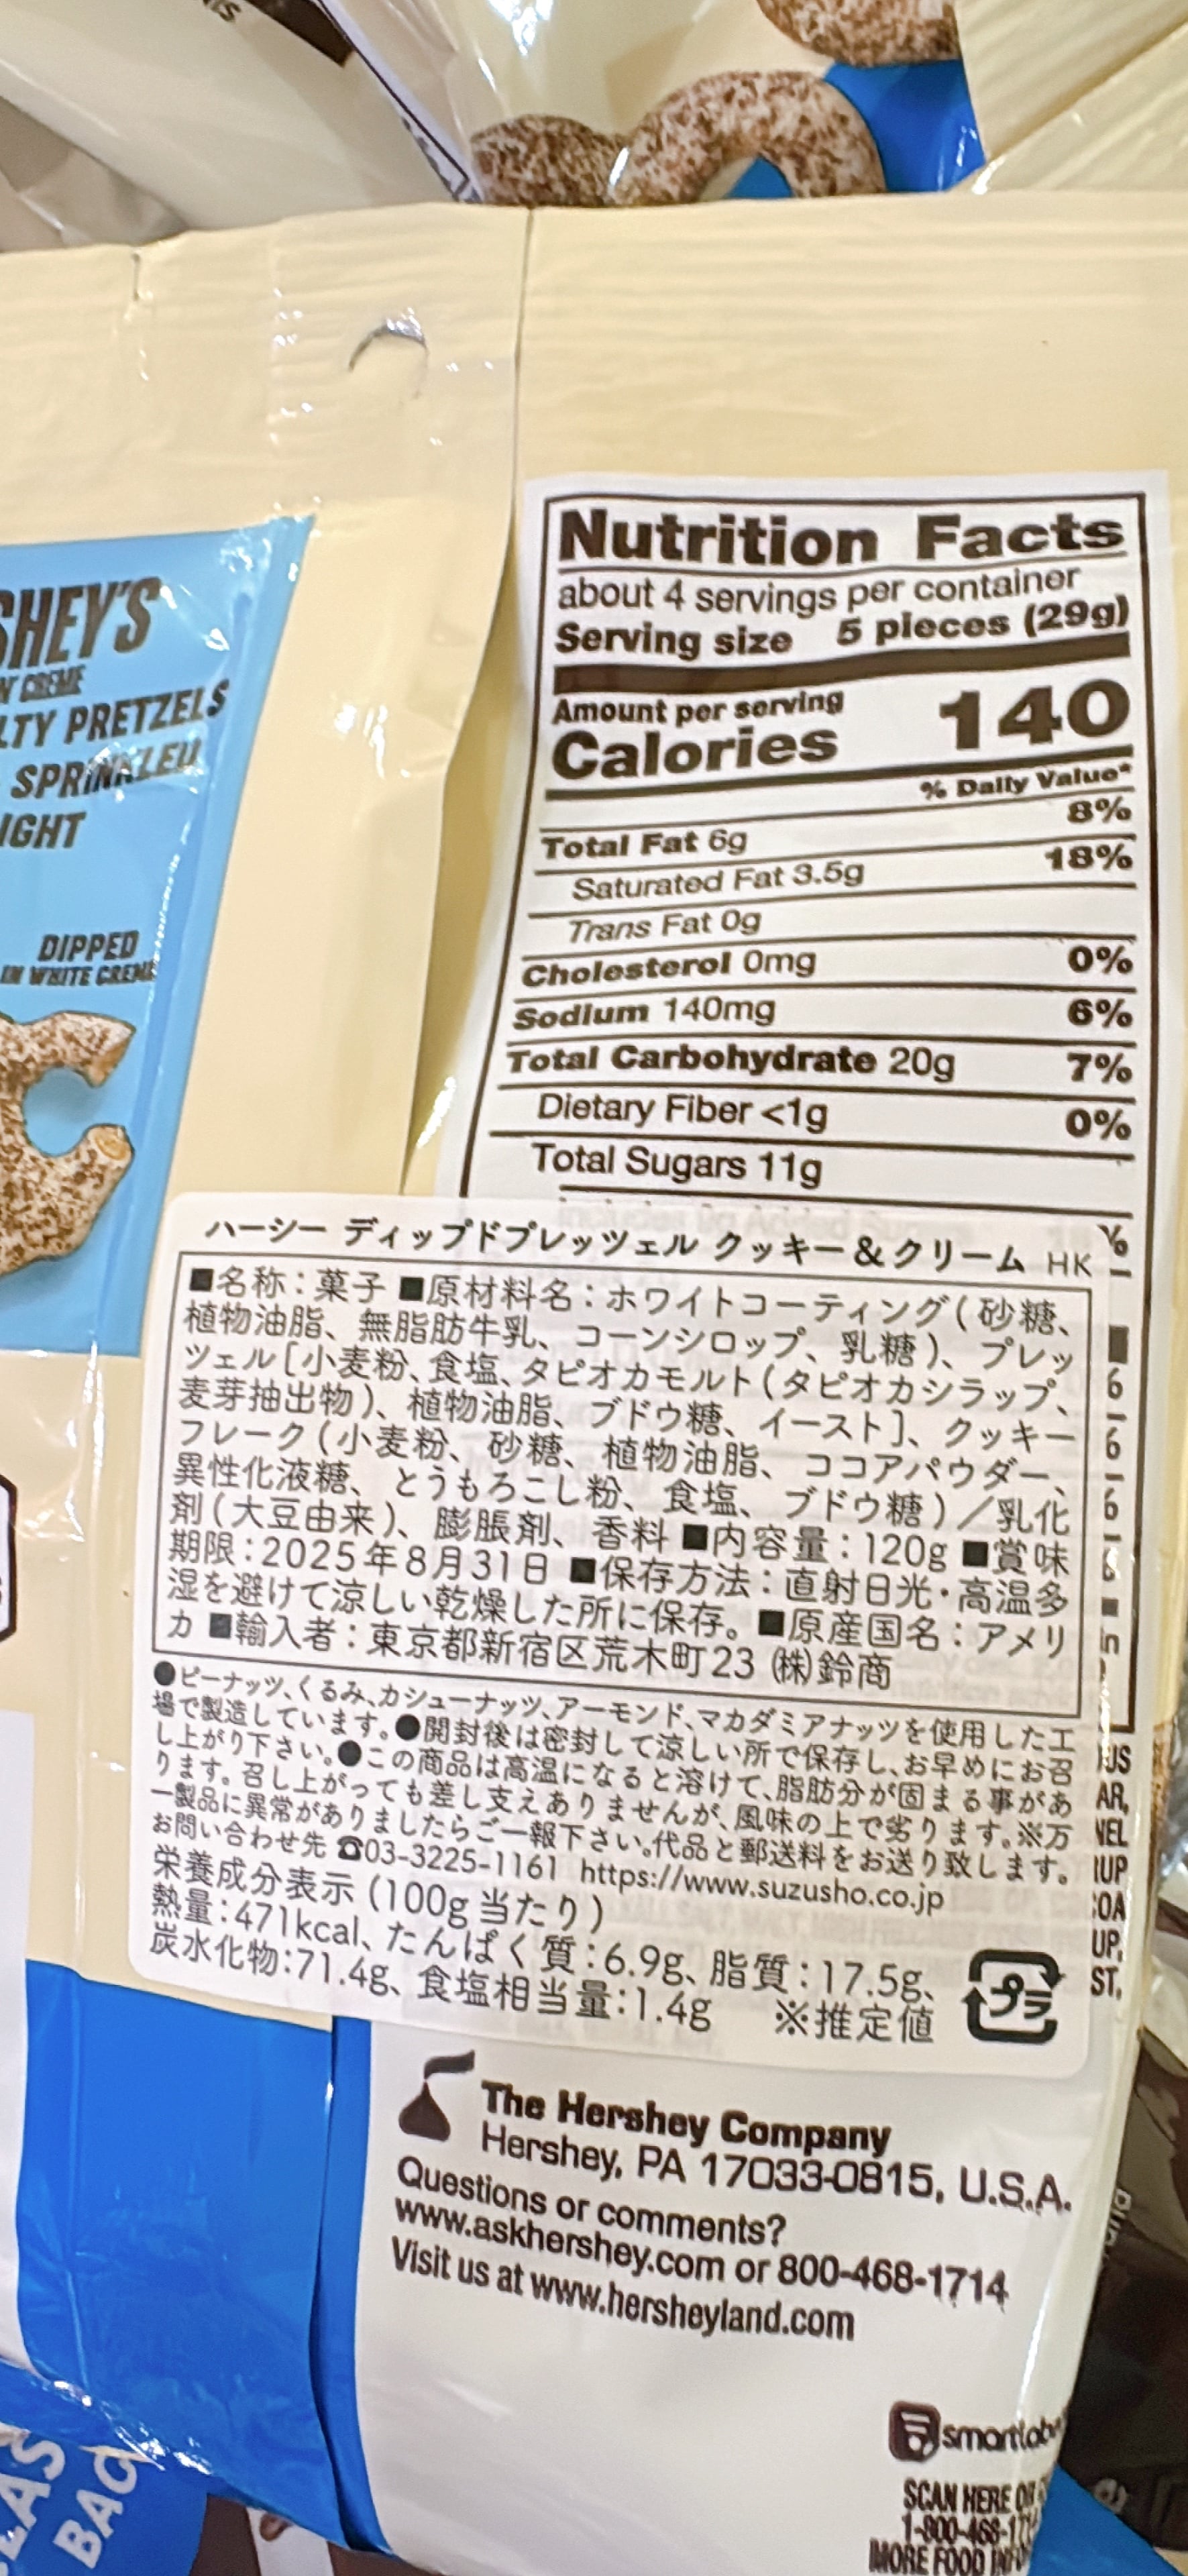 SHEY'S
N' CREME
LTY PRETZELS
SPRINKLED
IGHT
DIPPED
IN WHITE CREME
Nutrition Facts
about 4 servings per container
Serving size 5 pieces (29g)
Amount per serving
Calories 140
% Daily Value*
Total Fat 6g 8%
Saturated Fat 3.5g 18%
Trans Fat 0g
Cholesterol 0mg 0%
Sodium 140mg 6%
Total Carbohydrate 20g 7%
Dietary Fiber <1g 0%
Total Sugars 11g
ハーシー ディップドプレッツェル クッキー&クリーム HK
■名称:菓子 ■原材料名:ホワイトコーティング(砂糖、
植物油脂、無脂肪牛乳、コーンシロップ、乳糖)、プレッ
ツェル[小麦粉、食塩、タピオカモルト(タピオカシラップ、
麦芽抽出物)、植物油脂、ブドウ糖、イースト]、クッキー
フレーク(小麦粉、砂糖、植物油脂、ココアパウダー、
異性化液糖、とうもろこし粉、食塩、ブドウ糖)/乳化
剤(大豆由来)、膨脹剤、香料 ■内容量:120g ■賞味
期限:2025年8月31日 ■保存方法:直射日光・高温多
湿を避けて涼しい乾燥した所に保存。■原産国名:アメリ
カ ■輸入者:東京都新宿区荒木町23 ㈱鈴商
●ピーナッツ、くるみ、カシューナッツ、アーモンド、マカダミアナッツを使用した工
場で製造しています。●開封後は密封して涼しい所で保存し、お早めにお召
し上がり下さい。●この商品は高温になると溶けて、脂肪分が固まる事があ
ります。召し上がっても差し支えありませんが、風味の上で劣ります。※万
一製品に異常がありましたらご一報下さい。代品と郵送料をお送り致します。
お問い合わせ先 ☎03-3225-1161 https://www.suzusho.co.jp
栄養成分表示(100g当たり)
熱量:471kcal、たんぱく質:6.9g、脂質:17.5g、
炭水化物:71.4g、食塩相当量:1.4g ※推定値
プラ
The Hershey Company
Hershey, PA 17033-0815, U.S.A.
Questions or comments?
www.askhershey.com or 800-468-1714
Visit us at www.hersheyland.com
smartlabe
SCAN HERE OR
1-800-468-171
MORE FOOD INFO
BAG